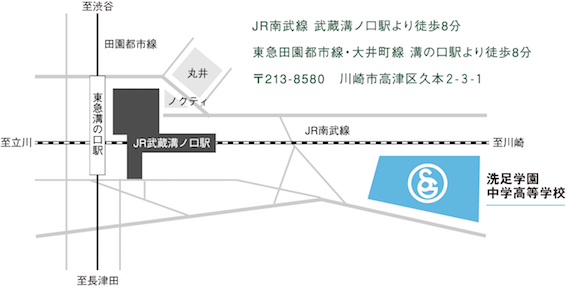 至渋谷
JR南武線 武蔵溝ノ口駅より徒歩8分
田園都市線
東急田園都市線・大井町線 溝の口駅より徒歩8分
丸井
〒213-8580 川崎市高津区久本2-3-1
ノクティ
東急溝の口駅
JR南武線
至立川
JR武蔵溝ノ口駅
至川崎
洗足学園
中学高等学校
至長津田